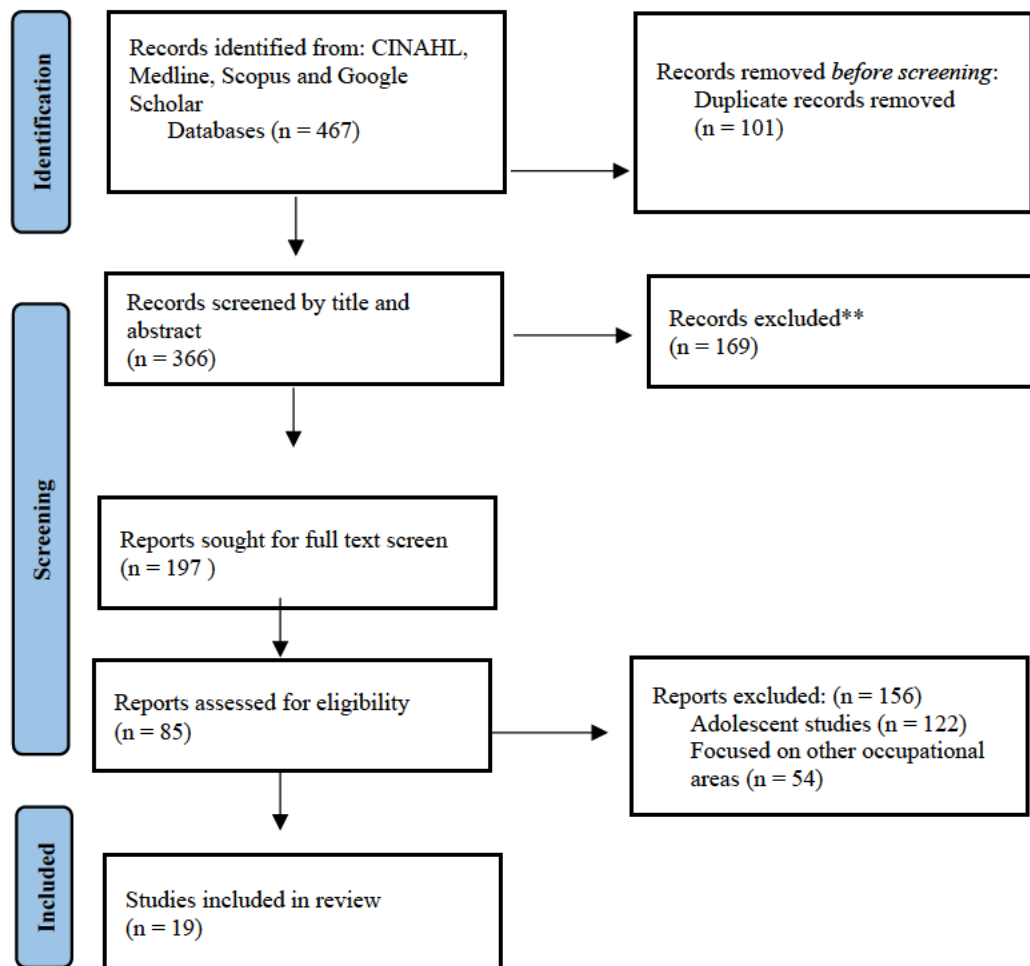 Identification
Records identified from: CINAHL,
Medline, Scopus and Google
Scholar
Databases (n = 467)
Records removed before screening:
Duplicate records removed
(n = 101)
Screening
Records screened by title and
abstract
(n = 366)
Records excluded**
(n = 169)
Reports sought for full text screen
(n = 197 )
Reports assessed for eligibility
(n = 85)
Reports excluded: (n = 156)
Adolescent studies (n = 122)
Focused on other occupational
areas (n = 54)
Included
Studies included in review
(n = 19)